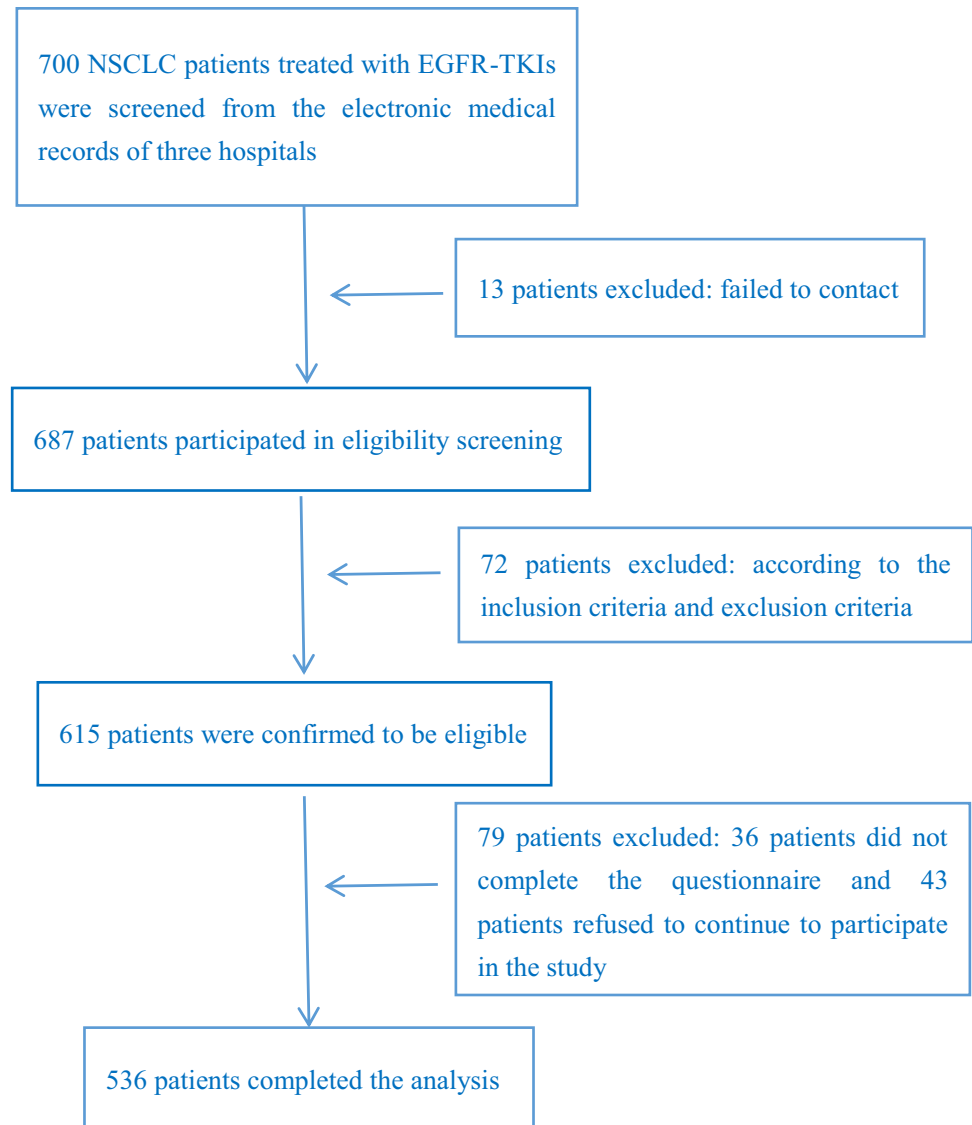 700 NSCLC patients treated with EGFR-TKIs
were screened from the electronic medical
records of three hospitals
13 patients excluded: failed to contact
687 patients participated in eligibility screening
72 patients excluded: according to the
inclusion criteria and exclusion criteria
615 patients were confirmed to be eligible
79 patients excluded: 36 patients did not
complete the questionnaire and 43
patients refused to continue to participate
in the study
536 patients completed the analysis